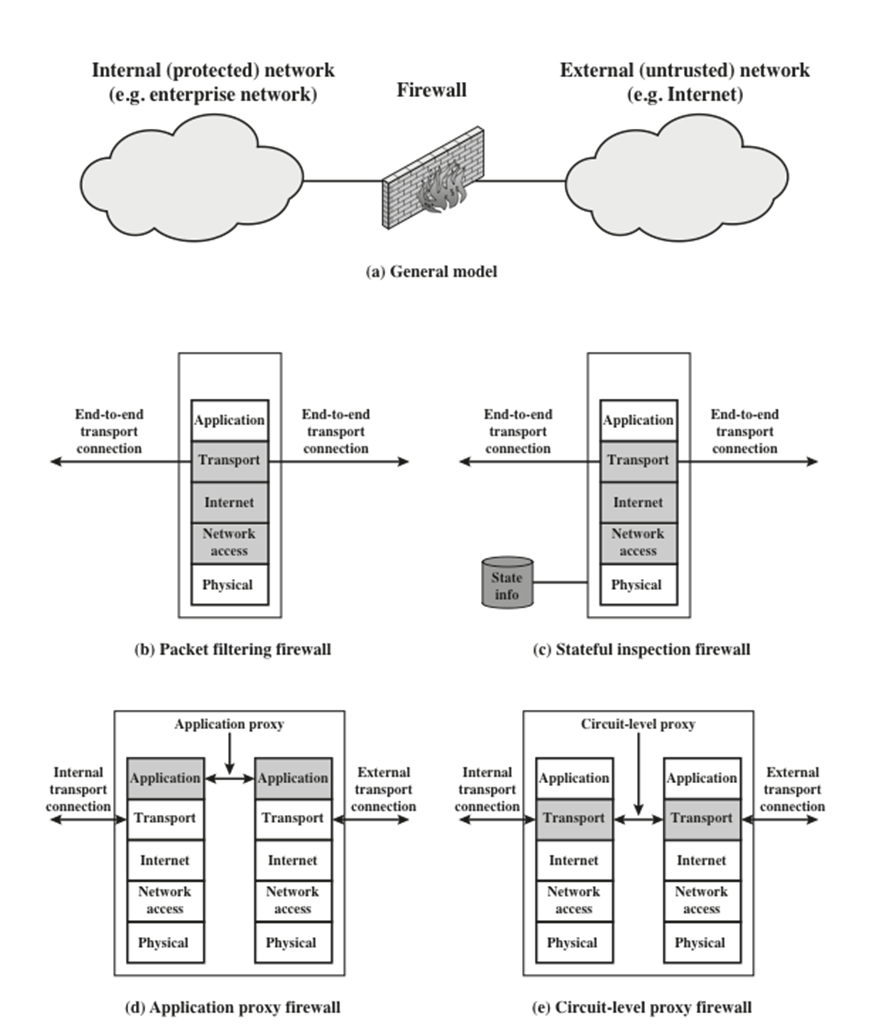 Internal (protected) network
(e.g. enterprise network)
Firewall
External (untrusted) network
(e.g. Internet)
(a) General model
End-to-end
transport
connection
End-to-end
transport
connection
Application
Transport
Internet
Network
access
Physical
(b) Packet filtering firewall
End-to-end
transport
connection
End-to-end
transport
connection
Application
Transport
Internet
Network
access
Physical
State
info
(c) Stateful inspection firewall
Application proxy
Internal
transport
connection
Application
Transport
Internet
Network
access
Physical
Application
Transport
Internet
Network
access
Physical
External
transport
connection
(d) Application proxy firewall
Circuit-level proxy
Internal
transport
connection
Application
Transport
Internet
Network
access
Physical
Application
Transport
Internet
Network
access
Physical
External
transport
connection
(e) Circuit-level proxy firewall